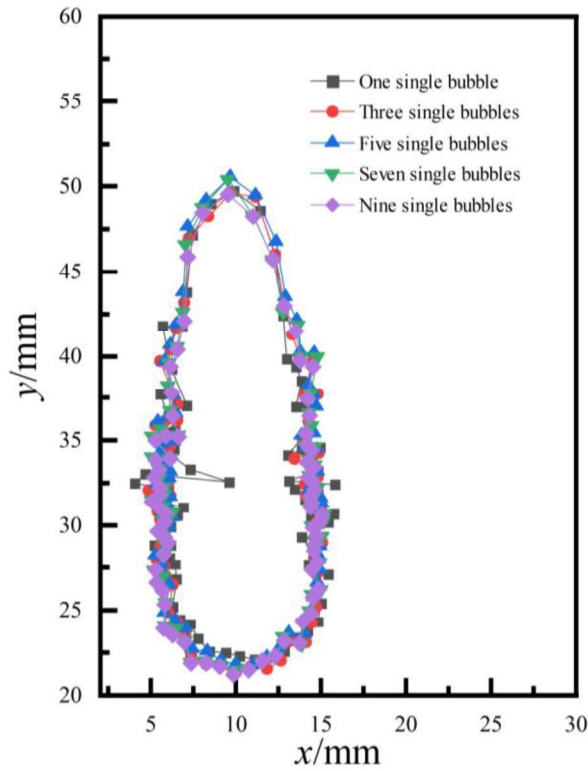 60
55
50
45
40
35
30
25
20
y/mm
One single bubble
Three single bubbles
Five single bubbles
Seven single bubbles
Nine single bubbles
5 10 15 20 25 30
x/mm